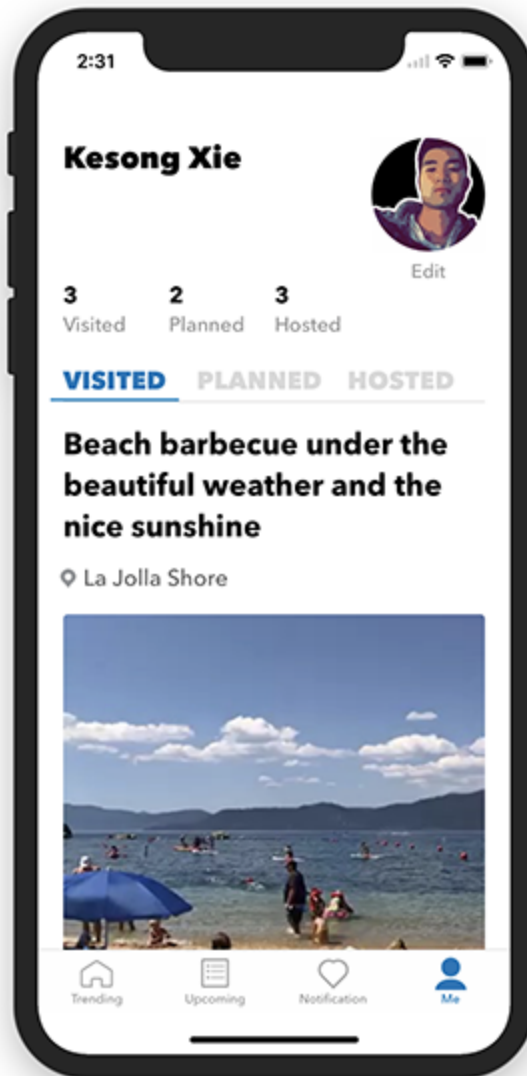 2:31
Kesong Xie
Edit
3 2 3
Visited Planned Hosted
VISITED PLANNED HOSTED
Beach barbecue under the
beautiful weather and the
nice sunshine
La Jolla Shore
Trending Upcoming Notification Me